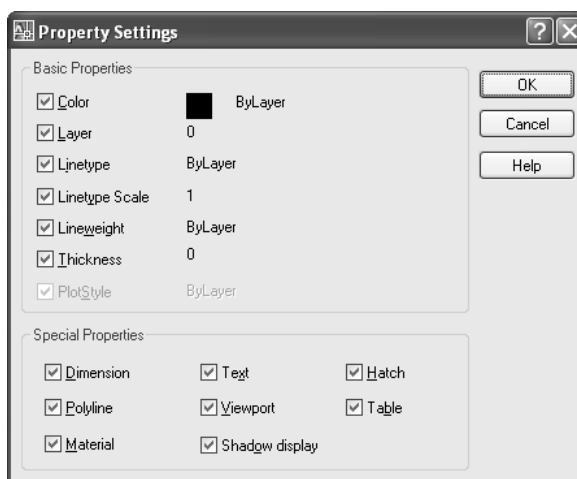 Property Settings
Basic Properties
Color ByLayer
Layer 0
Linetype ByLayer
Linetype Scale 1
Lineweight ByLayer
Thickness 0
PlotStyle ByLayer
OK
Cancel
Help
Special Properties
Dimension Text Hatch
Polyline Viewport Table
Material Shadow display